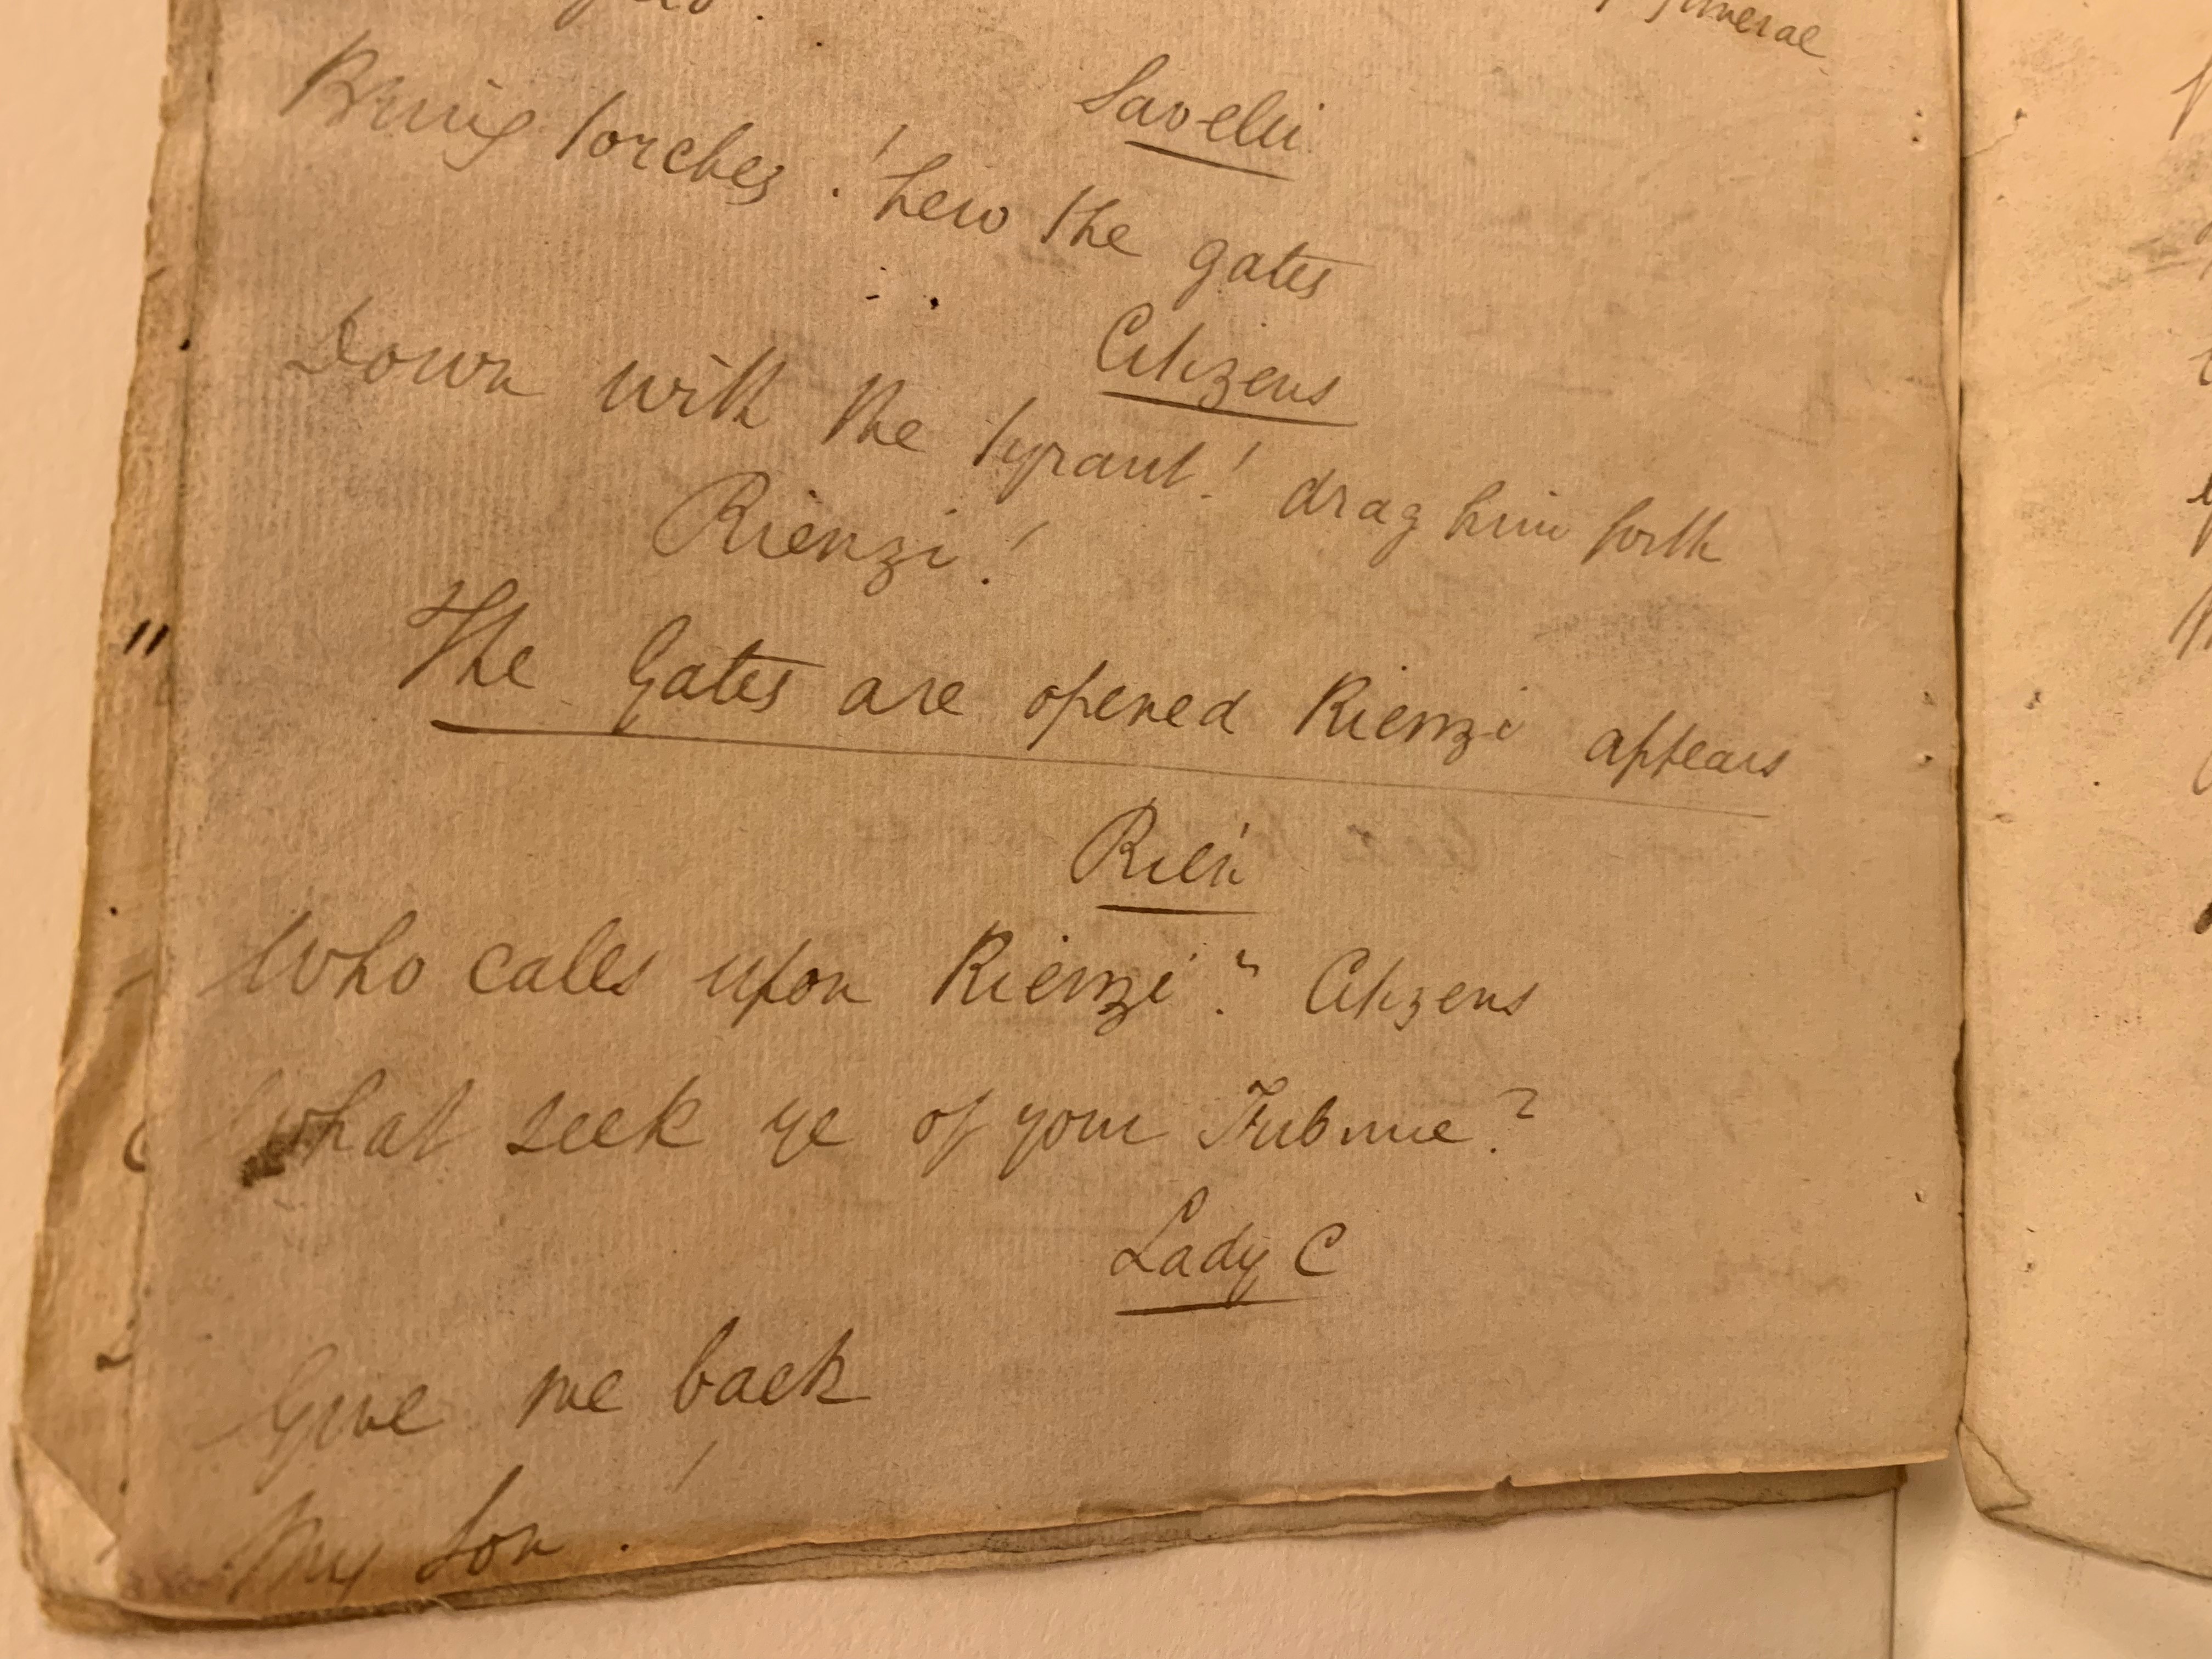 funeral
Savelli
Bring torches! hew the gates
Citizens
Down with the tyrant! drag him forth
Rienzi!
The Gates are opened Rienzi appears
Rien
Who calls upon Rienzi? Citizens
What seek ye of your Tribune?
Lady C
Give me back
My Son!